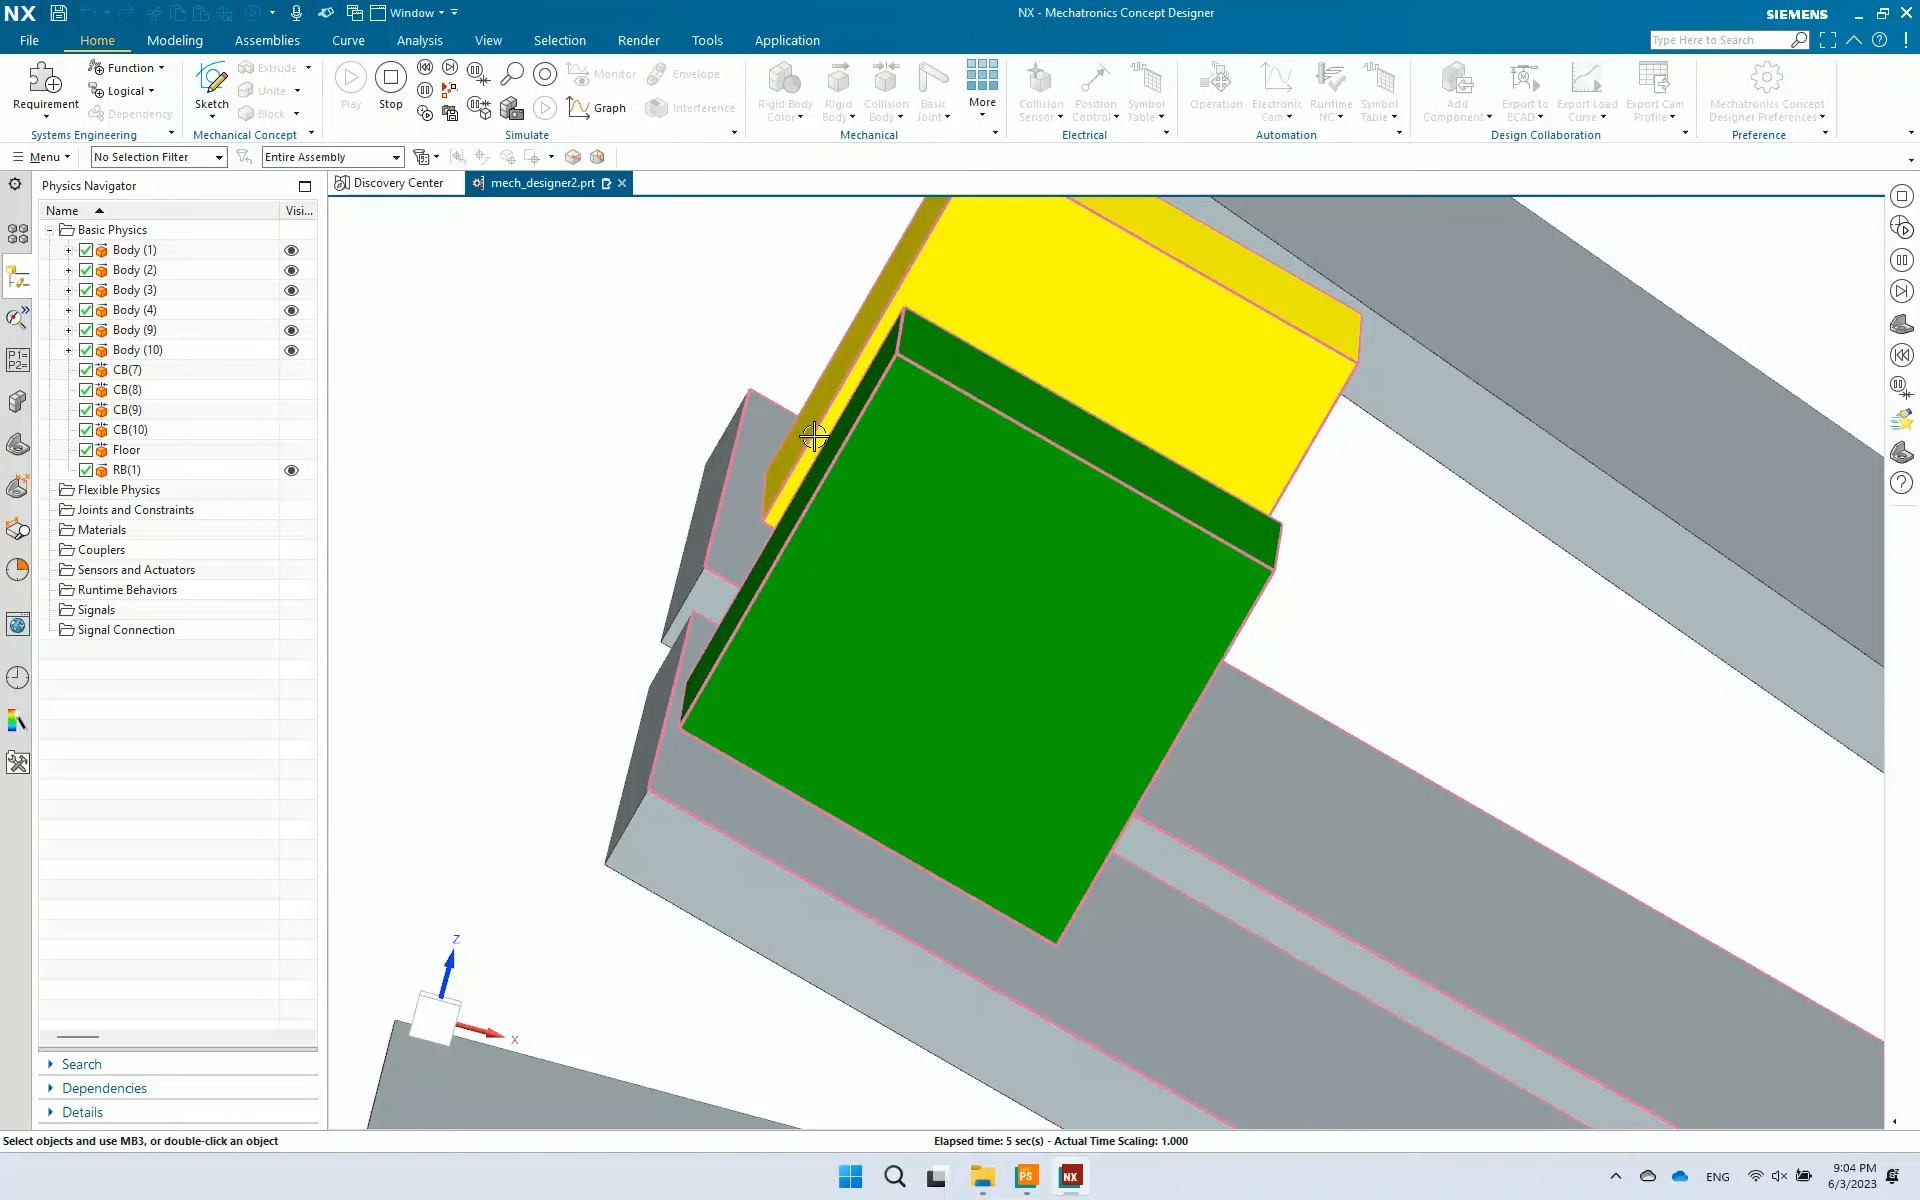 NX Window NX - Mechatronics Concept Designer SIEMENS
File Home Modeling Assemblies Curve Analysis View Selection Render Tools Application Type Here to Search
Requirement Function Logical Dependency Systems Engineering
Sketch Extrude Unite Block Mechanical Concept
Play Stop Monitor Graph Envelope Interference Simulate
Rigid Body Color Rigid Body Collision Body Basic Joint More Mechanical
Collision Sensor Position Control Symbol Table Electrical
Operation Electronic Cam Runtime NC Symbol Table Automation
Add Component Export to ECAD Export Load Curve Export Cam Profile Design Collaboration
Mechatronics Concept Designer Preferences Preference
Menu No Selection Filter Entire Assembly
Physics Navigator
Discovery Center mech_designer2.prt
Name Visi...
Basic Physics
Body (1)
Body (2)
Body (3)
Body (4)
Body (9)
Body (10)
CB(7)
CB(8)
CB(9)
CB(10)
Floor
RB(1)
Flexible Physics
Joints and Constraints
Materials
Couplers
Sensors and Actuators
Runtime Behaviors
Signals
Signal Connection
P1=
P2=
Z
X
Search
Dependencies
Details
Select objects and use MB3, or double-click an object Elapsed time: 5 sec(s) - Actual Time Scaling: 1.000
PS NX ENG 9:04 PM
6/3/2023